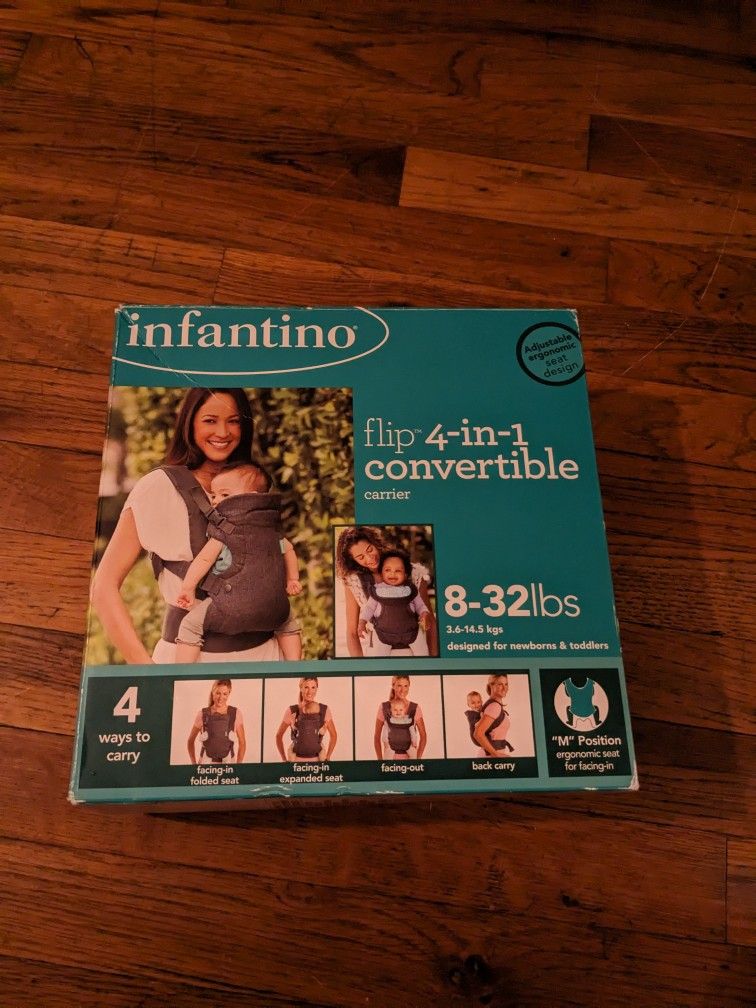 infantino
Adjustable
ergonomic
seat
design
flip™ 4-in-1
convertible
carrier
8-32lbs
3.6-14.5 kgs
designed for newborns & toddlers
4
ways to
carry
facing-in
folded seat
facing-in
expanded seat
facing-out
back carry
"M" Position
ergonomic seat
for facing-in